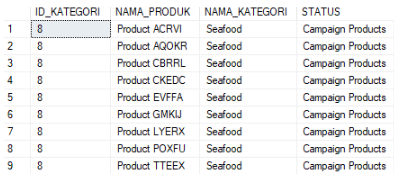 ID_KATEGORI NAMA_PRODUK NAMA_KATEGORI STATUS
1 8 Product ACRVI Seafood Campaign Products
2 8 Product AQOKR Seafood Campaign Products
3 8 Product CBRRL Seafood Campaign Products
4 8 Product CKEDC Seafood Campaign Products
5 8 Product EVFFA Seafood Campaign Products
6 8 Product GMKIJ Seafood Campaign Products
7 8 Product LYERX Seafood Campaign Products
8 8 Product POXFU Seafood Campaign Products
9 8 Product TTEEX Seafood Campaign Products